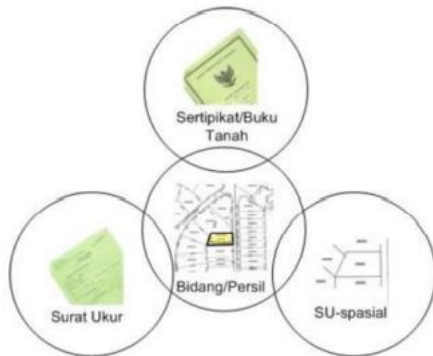 Sertipikat/Buku
Tanah
Bidang/Persil
Surat Ukur
SU-spasial